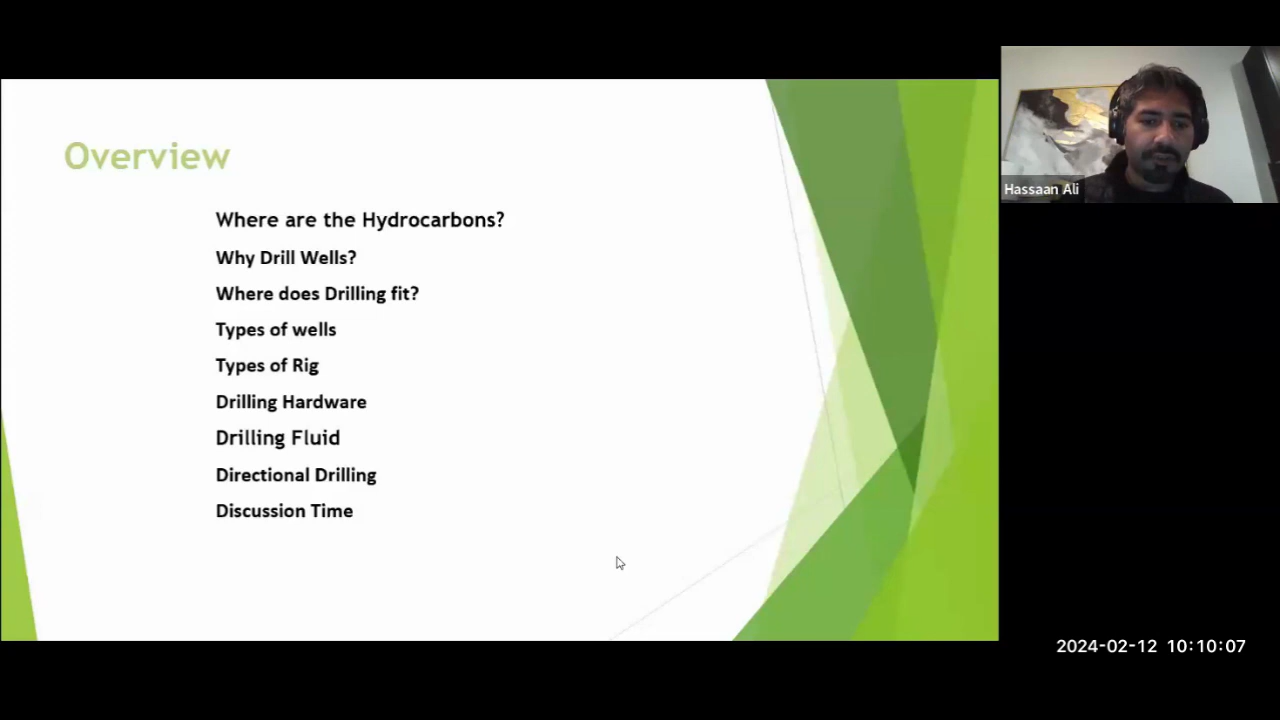 Overview
Where are the Hydrocarbons?
Why Drill Wells?
Where does Drilling fit?
Types of wells
Types of Rig
Drilling Hardware
Drilling Fluid
Directional Drilling
Discussion Time
Hassaan Ali
2024-02-12 10:10:07